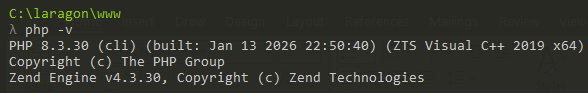 C:\laragon\www
λ php -v
PHP 8.3.30 (cli) (built: Jan 13 2026 22:50:40) (ZTS Visual C++ 2019 x64)
Copyright (c) The PHP Group
Zend Engine v4.3.30, Copyright (c) Zend Technologies